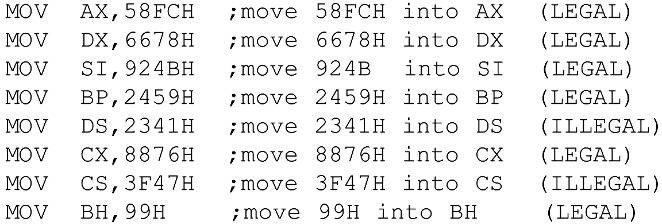 MOV AX,58FCH ;move 58FCH into AX (LEGAL)
MOV DX,6678H ;move 6678H into DX (LEGAL)
MOV SI,924BH ;move 924B into SI (LEGAL)
MOV BP,2459H ;move 2459H into BP (LEGAL)
MOV DS,2341H ;move 2341H into DS (ILLEGAL)
MOV CX,8876H ;move 8876H into CX (LEGAL)
MOV CS,3F47H ;move 3F47H into CS (ILLEGAL)
MOV BH,99H ;move 99H into BH (LEGAL)